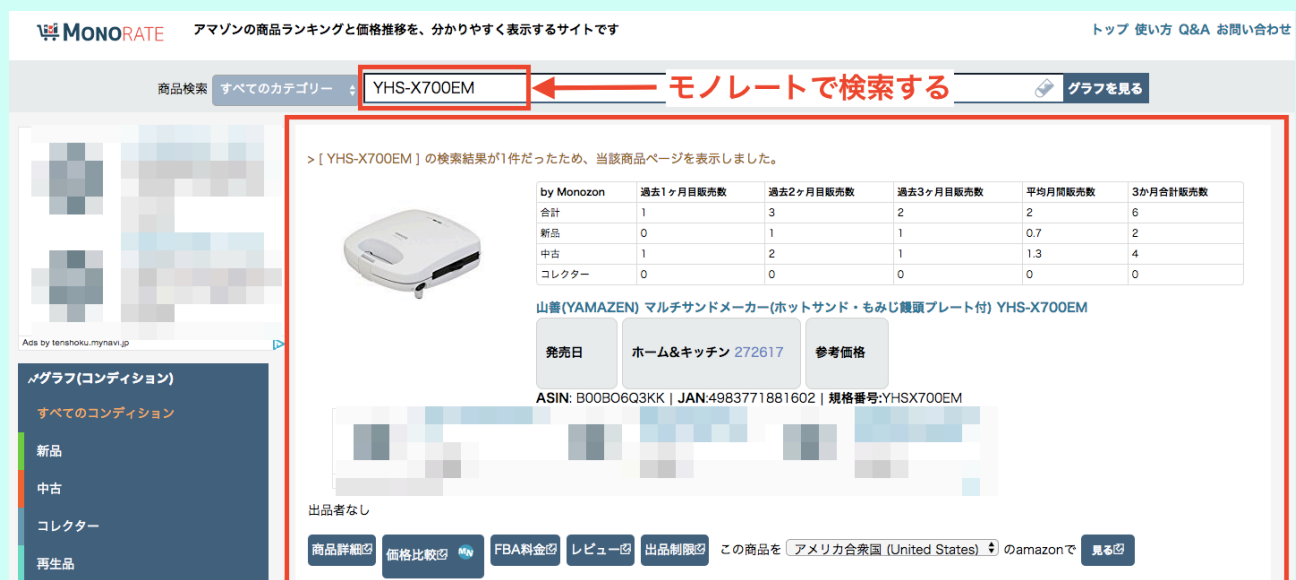 MONORATE アマゾンの商品ランキングと価格推移を、分かりやすく表示するサイトです トップ 使い方 Q&A お問い合わせ
商品検索 すべてのカテゴリー YHS-X700EM モノレートで検索する グラフを見る
> [ YHS-X700EM ] の検索結果が1件だったため、当該商品ページを表示しました。
by Monozon 過去1ヶ月目販売数 過去2ヶ月目販売数 過去3ヶ月目販売数 平均月間販売数 3か月合計販売数
合計 1 3 2 2 6
新品 0 1 1 0.7 2
中古 1 2 1 1.3 4
コレクター 0 0 0 0 0
山善(YAMAZEN) マルチサンドメーカー(ホットサンド・もみじ饅頭プレート付) YHS-X700EM
発売日 ホーム&キッチン 272617 参考価格
ASIN: B00BO6Q3KK | JAN:4983771881602 | 規格番号:YHSX700EM
出品者なし
商品詳細 価格比較 MN FBA料金 レビュー 出品制限 この商品を アメリカ合衆国 (United States) のamazonで 見る
Ads by tenshoku.mynavi.jp
グラフ(コンディション)
すべてのコンディション
新品
中古
コレクター
再生品